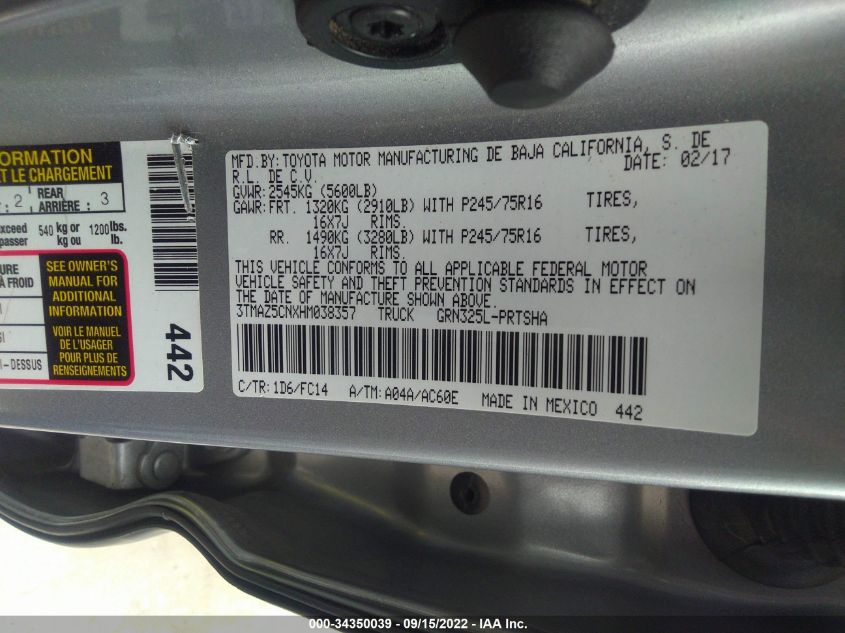 ORMATION
ET LE CHARGEMENT
: 2 REAR ARRIÈRE : 3
exceed 540 kg or 1200 lbs.
passer kg ou lb.
URE
À FROID
SEE OWNER'S
MANUAL FOR
ADDITIONAL
INFORMATION
VOIR LE MANUEL
DE L'USAGER
POUR PLUS DE
RENSEIGNEMENTS
I - DESSUS
442
MFD.BY:TOYOTA MOTOR MANUFACTURING DE BAJA CALIFORNIA, S. DE
R.L. DE C.V. DATE: 02/17
GVWR:2545KG (5600LB)
GAWR:FRT. 1320KG (2910LB) WITH P245/75R16 TIRES,
16X7J RIMS.
RR. 1490KG (3280LB) WITH P245/75R16 TIRES,
16X7J RIMS.
THIS VEHICLE CONFORMS TO ALL APPLICABLE FEDERAL MOTOR
VEHICLE SAFETY AND THEFT PREVENTION STANDARDS IN EFFECT ON
THE DATE OF MANUFACTURE SHOWN ABOVE.
3TMAZ5CNXHM038357 TRUCK GRN325L-PRTSHA
C/TR:1D6/FC14 A/TM:A04A/AC60E MADE IN MEXICO 442
000-34350039 - 09/15/2022 - IAA Inc.